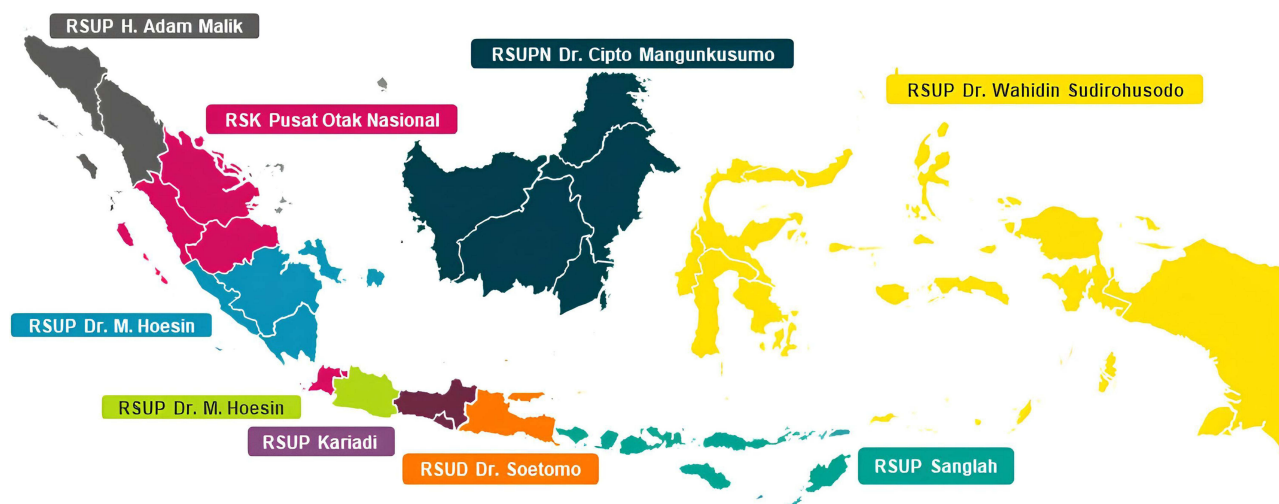 RSUP H. Adam Malik
RSUPN Dr. Cipto Mangunkusumo
RSUP Dr. Wahidin Sudirohusodo
RSK Pusat Otak Nasional
RSUP Dr. M. Hoesin
RSUP Dr. M. Hoesin
RSUP Kariadi
RSUD Dr. Soetomo
RSUP Sanglah